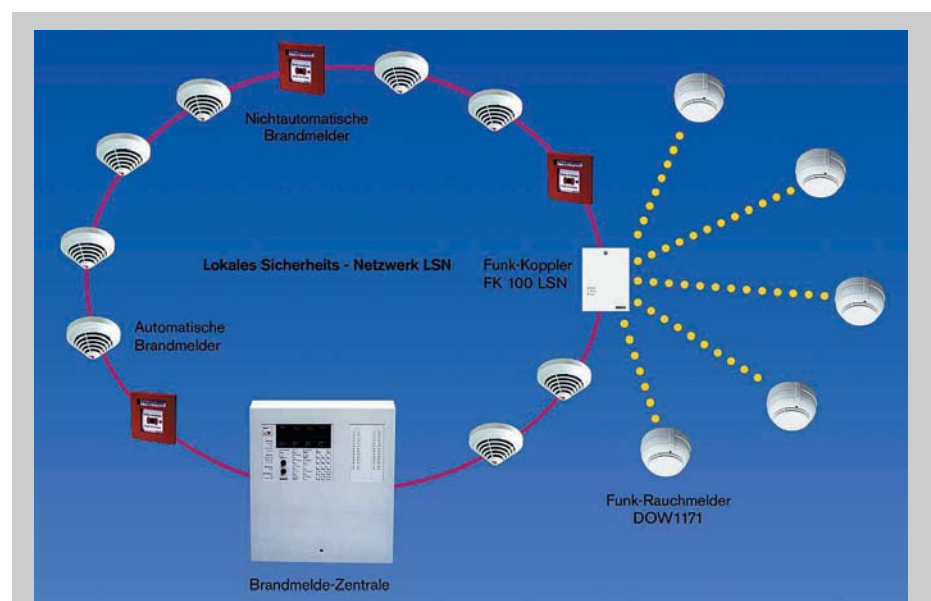 Nichtautomatische
Brandmelder
Lokales Sicherheits - Netzwerk LSN
Funk-Koppler
FK 100 LSN
Automatische
Brandmelder
Funk-Rauchmelder
DOW1171
Brandmelde-Zentrale